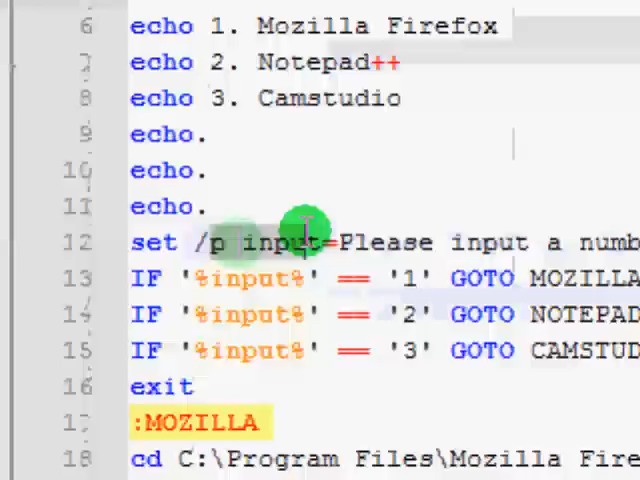 6 echo 1. Mozilla Firefox
7 echo 2. Notepad++
8 echo 3. Camstudio
9 echo.
10 echo.
11 echo.
12 set /p input=Please input a numb
13 IF '%input%' == '1' GOTO MOZILLA
14 IF '%input%' == '2' GOTO NOTEPAD
15 IF '%input%' == '3' GOTO CAMSTUD
16 exit
17 :MOZILLA
18 cd C:\Program Files\Mozilla Fire